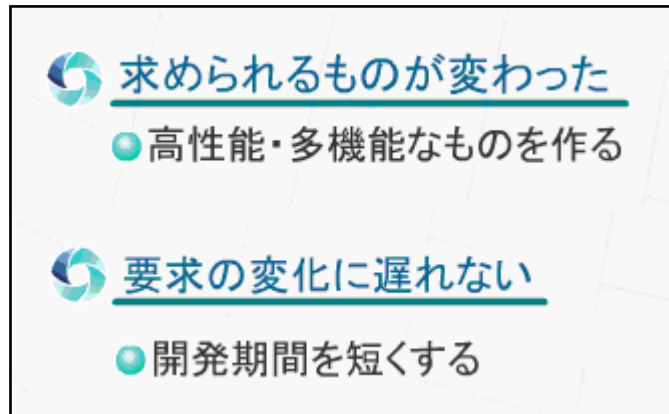 求められるものが変わった
高性能・多機能なものを作る
要求の変化に遅れない
開発期間を短くする